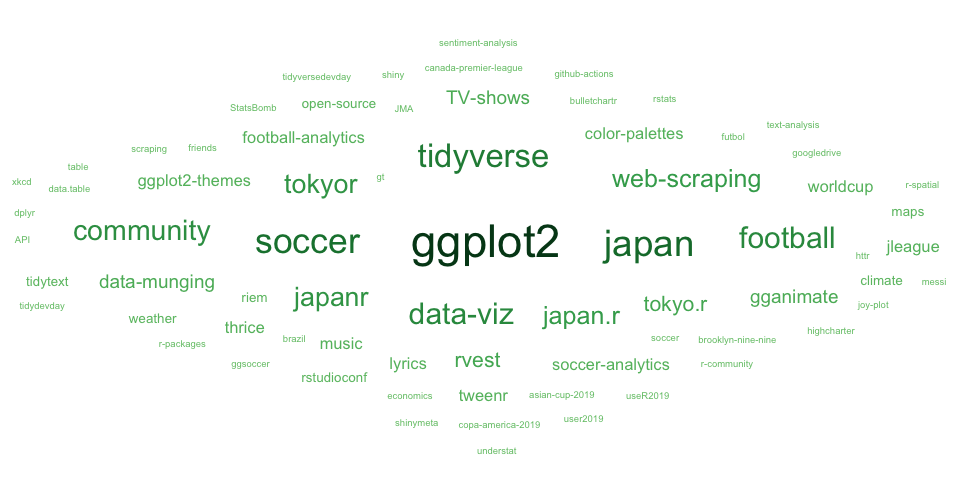 sentiment-analysis
canada-premier-league
github-actions
tidyversedevday
shiny
TV-shows
bulletchartr
rstats
StatsBomb
open-source
JMA
football-analytics
color-palettes
futbol
text-analysis
scraping
friends
tidyverse
googledrive
table
xkcd
data.table
ggplot2-themes
tokyor
gt
web-scraping
worldcup
r-spatial
dplyr
maps
API
community
soccer
ggplot2
japan
football
jleague
httr
tidytext
data-munging
riem
japanr
gganimate
climate
messi
tidydevday
weather
thrice
data-viz
japan.r
tokyo.r
joy-plot
r-packages
brazil
music
soccer
brooklyn-nine-nine
highcharter
ggsoccer
rstudioconf
lyrics
rvest
soccer-analytics
r-community
economics
tweenr
asian-cup-2019
useR2019
shinymeta
copa-america-2019
user2019
understat